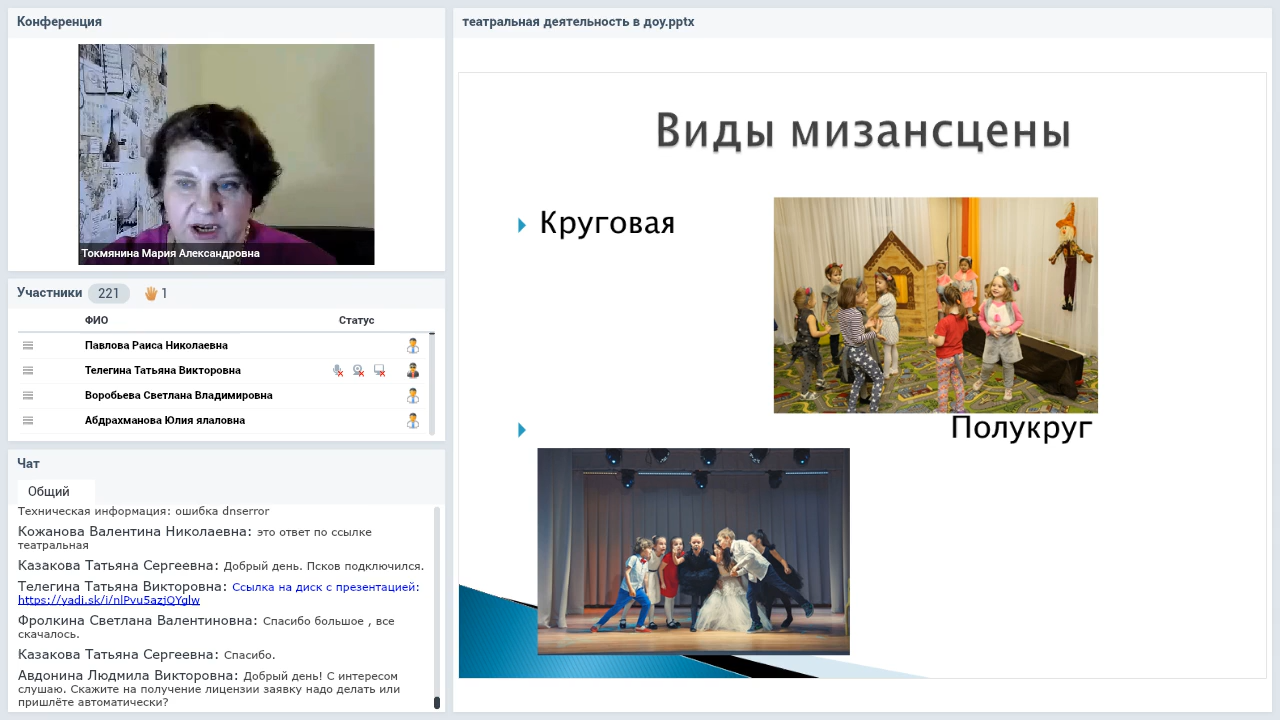 Конференция
Токмянина Мария Александровна
Участники 221 1
ФИО Статус
Павлова Раиса Николаевна
Телегина Татьяна Викторовна
Воробьева Светлана Владимировна
Абдрахманова Юлия ялаловна
Чат
Общий
Техническая информация: ошибка dnserror
Кожанова Валентина Николаевна: это ответ по ссылке
театральная
Казакова Татьяна Сергеевна: Добрый день. Псков подключился.
Телегина Татьяна Викторовна: Ссылка на диск с презентацией:
https://yadi.sk/i/nlPvu5azjQYglw
Фролкина Светлана Валентиновна: Спасибо большое , все
скачалось.
Казакова Татьяна Сергеевна: Спасибо.
Авдонина Людмила Викторовна: Добрый день! С интересом
слушаю. Скажите на получение лицензии заявку надо делать или
пришлёте автоматически?
театральная деятельность в доу.pptx
Виды мизансцены
Круговая
Полукруг